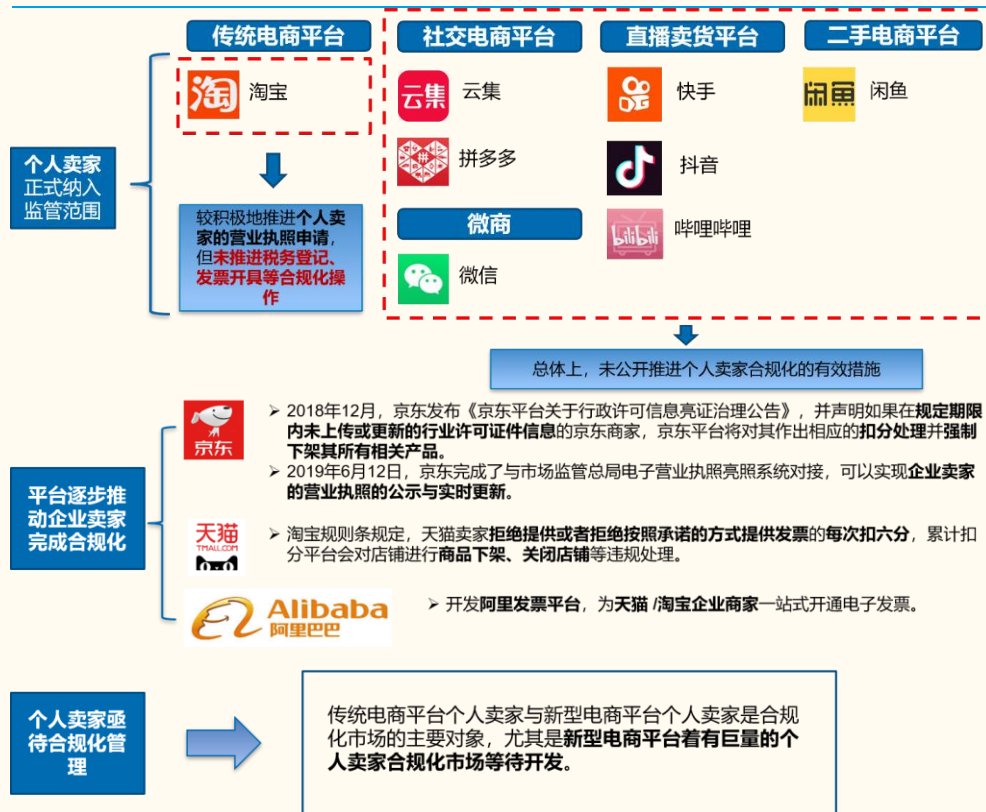 传统电商平台
社交电商平台
直播卖货平台
二手电商平台
淘
淘宝
云集
云集
快手
闲鱼
闲鱼
拼
拼多多
抖音
个人卖家
正式纳入
监管范围
较积极地推进个人卖
家的营业执照申请,
但未推进税务登记、
发票开具等合规化操
作
微商
bilibili
哔哩哔哩
微信
总体上，未公开推进个人卖家合规化的有效措施
平台逐步推
动企业卖家
完成合规化
京东
➢ 2018年12月，京东发布《京东平台关于行政许可信息亮证治理公告》，并声明如果在规定期限
内未上传或更新的行业许可证件信息的京东商家，京东平台将对其作出相应的扣分处理并强制
下架其所有相关产品。
➢ 2019年6月12日，京东完成了与市场监管总局电子营业执照亮照系统对接，可以实现企业卖家
的营业执照的公示与实时更新。
天猫
TMALL.COM
➢ 淘宝规则条规定，天猫卖家拒绝提供或者拒绝按照承诺的方式提供发票的每次扣六分，累计扣
分平台会对店铺进行商品下架、关闭店铺等违规处理。
Alibaba
阿里巴巴
➢ 开发阿里发票平台，为天猫 /淘宝企业商家一站式开通电子发票。
个人卖家亟
待合规化管
理
传统电商平台个人卖家与新型电商平台个人卖家是合规
化市场的主要对象，尤其是新型电商平台着有巨量的个
人卖家合规化市场等待开发。